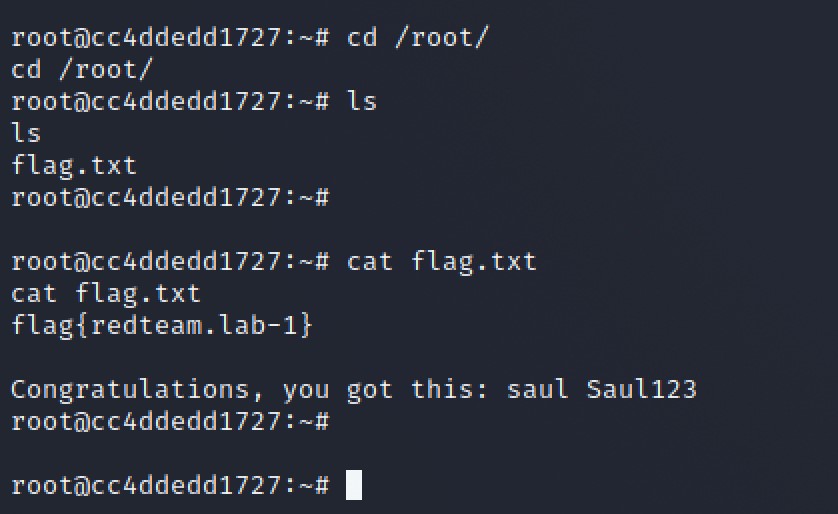 root@cc4ddedd1727:~# cd /root/
cd /root/
root@cc4ddedd1727:~# ls
ls
flag.txt
root@cc4ddedd1727:~#
root@cc4ddedd1727:~# cat flag.txt
cat flag.txt
flag{redteam.lab-1}
Congratulations, you got this: saul Saul123
root@cc4ddedd1727:~#
root@cc4ddedd1727:~#